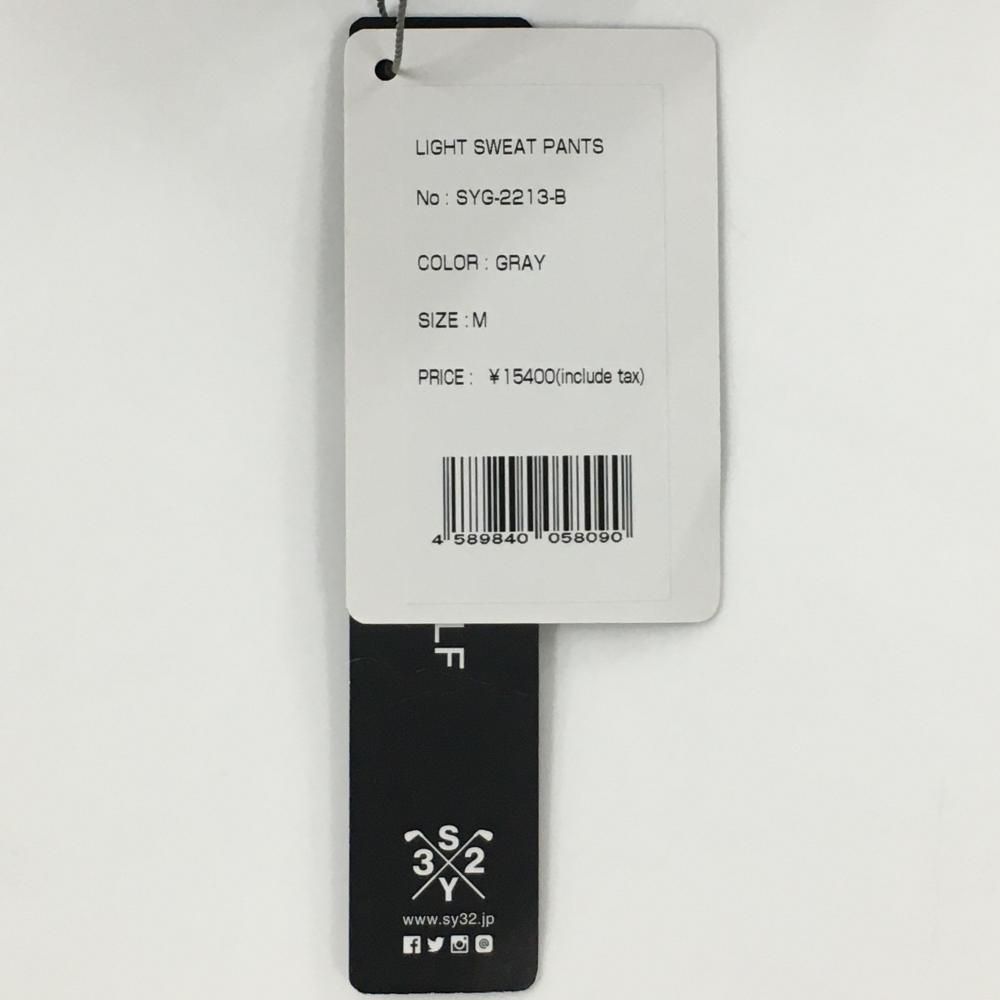 LIGHT SWEAT PANTS
No : SYG-2213-B
COLOR : GRAY
SIZE : M
PRICE : ¥15400(include tax)
4 589840 058090
LF
S
3 2
Y
www.sy32.jp